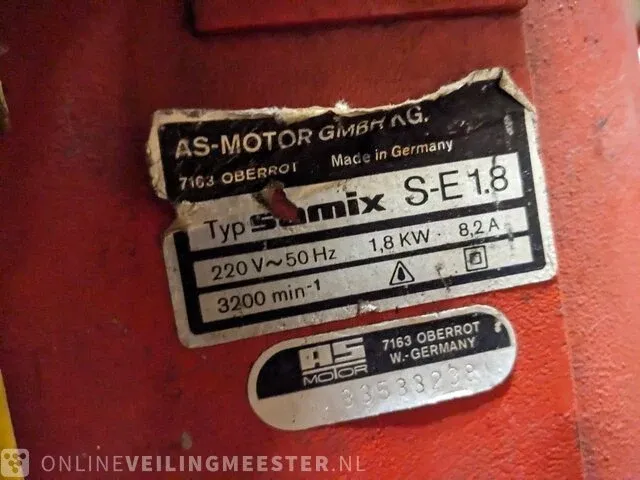 AS-MOTOR GMBH KG.
7163 OBERROT Made in Germany
Typ samix S-E 1.8
220 V~50 Hz 1,8 KW · 8,2 A
3200 min⁻¹
AS
MOTOR
7163 OBERROT
W.-GERMANY
ONLINEVEILINGMEESTER.NL